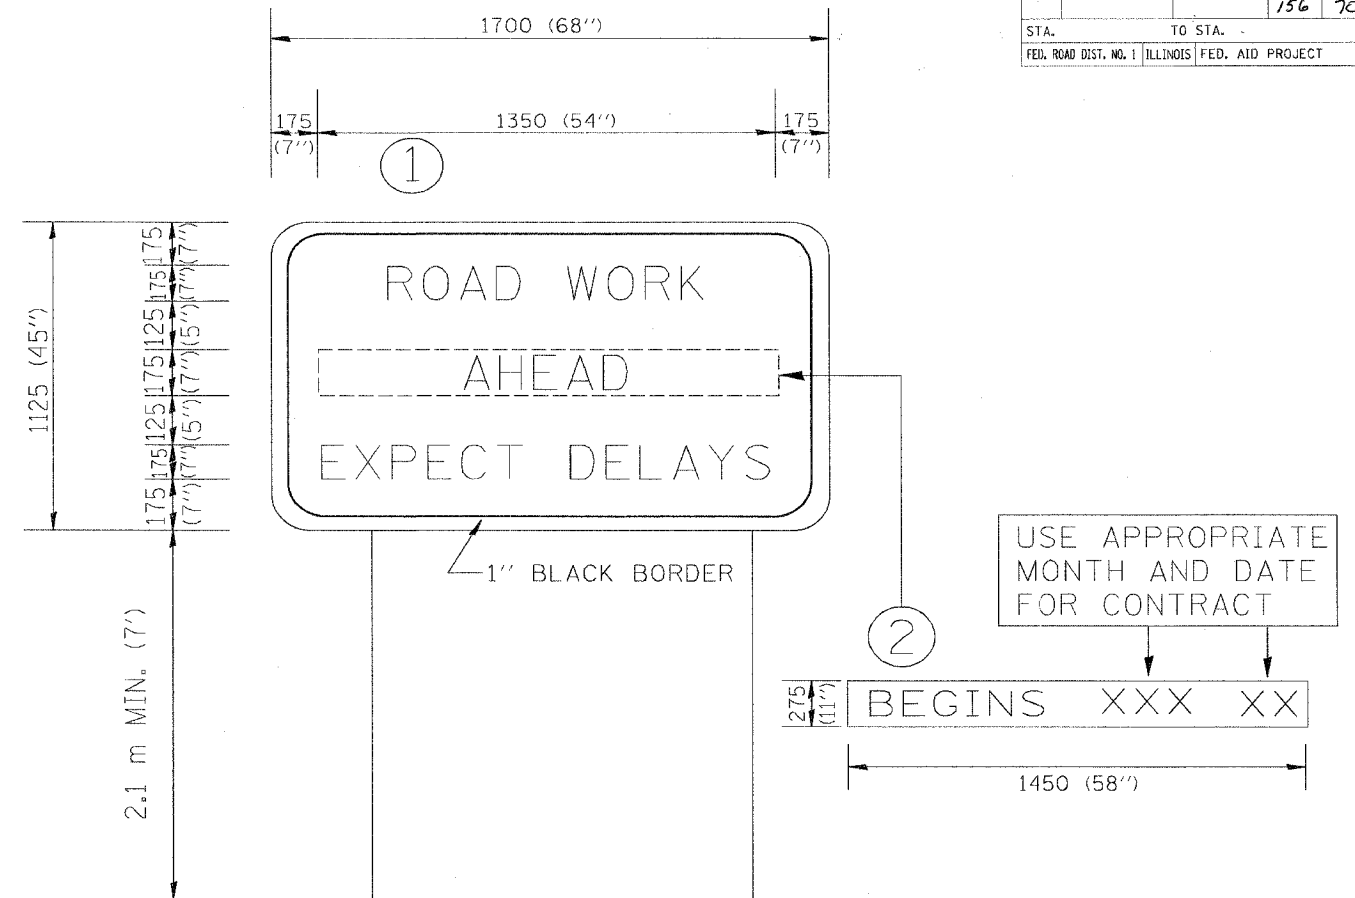 1700 (68'')
156
STA. TO STA.
FED. ROAD DIST. NO. 1 ILLINOIS FED. AID PROJECT
175 (7'')
1350 (54'')
175 (7'')
1
1125 (45'')
175 (7'')
175 (7'')
125 (5'')
175 (7'')
125 (5'')
175 (7'')
175 (7'')
ROAD WORK
AHEAD
EXPECT DELAYS
1'' BLACK BORDER
2.1 m MIN. (7')
USE APPROPRIATE
MONTH AND DATE
FOR CONTRACT
2
275 (11'')
BEGINS XXX XX
1450 (58'')